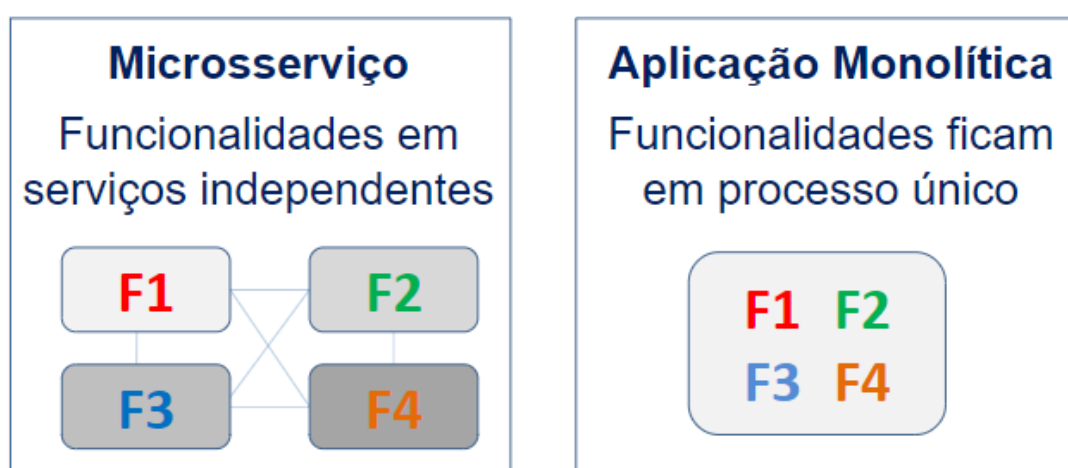 Microsserviço
Funcionalidades em
serviços independentes
F1 F2
F3 F4
Aplicação Monolítica
Funcionalidades ficam
em processo único
F1 F2
F3 F4